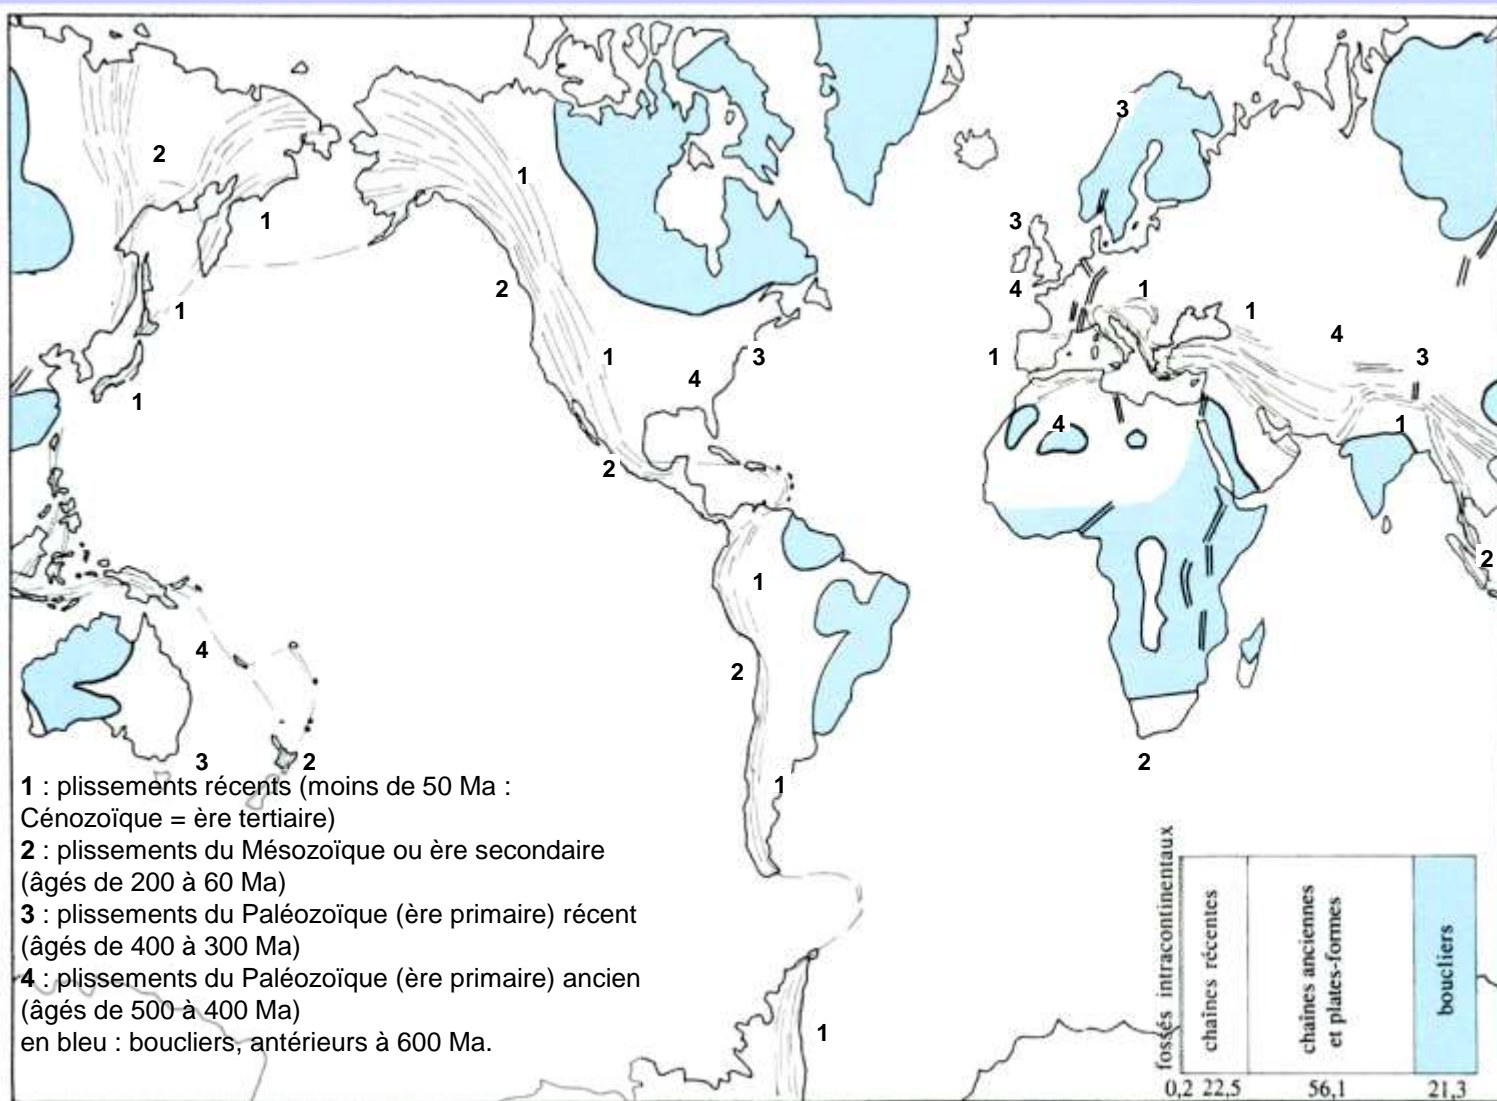 2
3
1
1
3
2
4
1
1
1
4
1
1
3
3
4
1
4
1
2
2
1
4
2
3
2
2
1
1 : plissements récents (moins de 50 Ma :
Cénozoïque = ère tertiaire)
2 : plissements du Mésozoïque ou ère secondaire
(âgés de 200 à 60 Ma)
3 : plissements du Paléozoïque (ère primaire) récent
(âgés de 400 à 300 Ma)
4 : plissements du Paléozoïque (ère primaire) ancien
(âgés de 500 à 400 Ma)
en bleu : boucliers, antérieurs à 600 Ma.
1
fossés intracontinentaux
chaînes récentes
chaînes anciennes
et plates-formes
boucliers
0,2 22,5 56,1 21,3